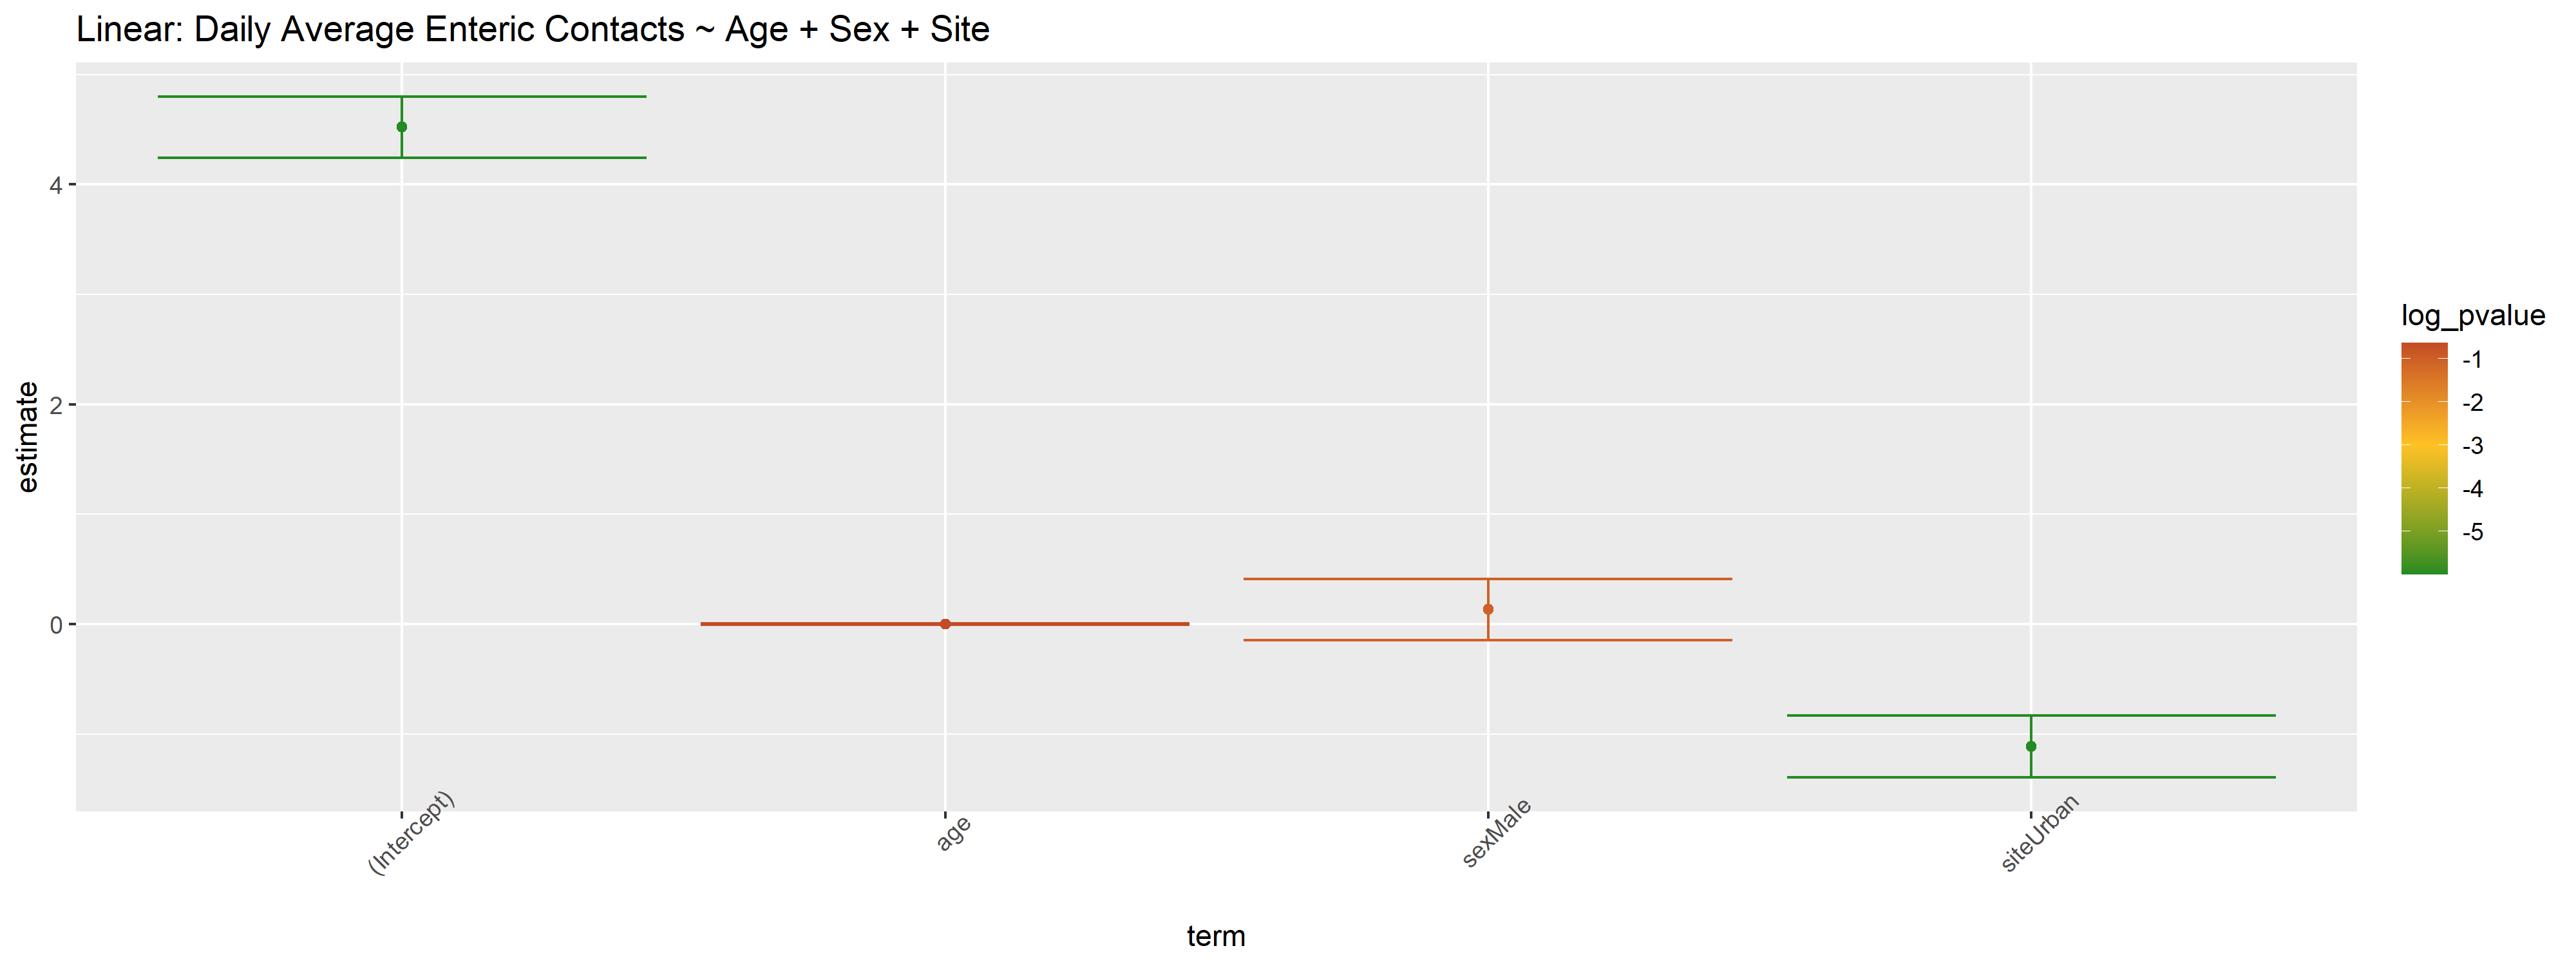 Linear: Daily Average Enteric Contacts ~ Age + Sex + Site
estimate
4
2
0
(Intercept)
age
sexMale
siteUrban
term
log_pvalue
-1
-2
-3
-4
-5